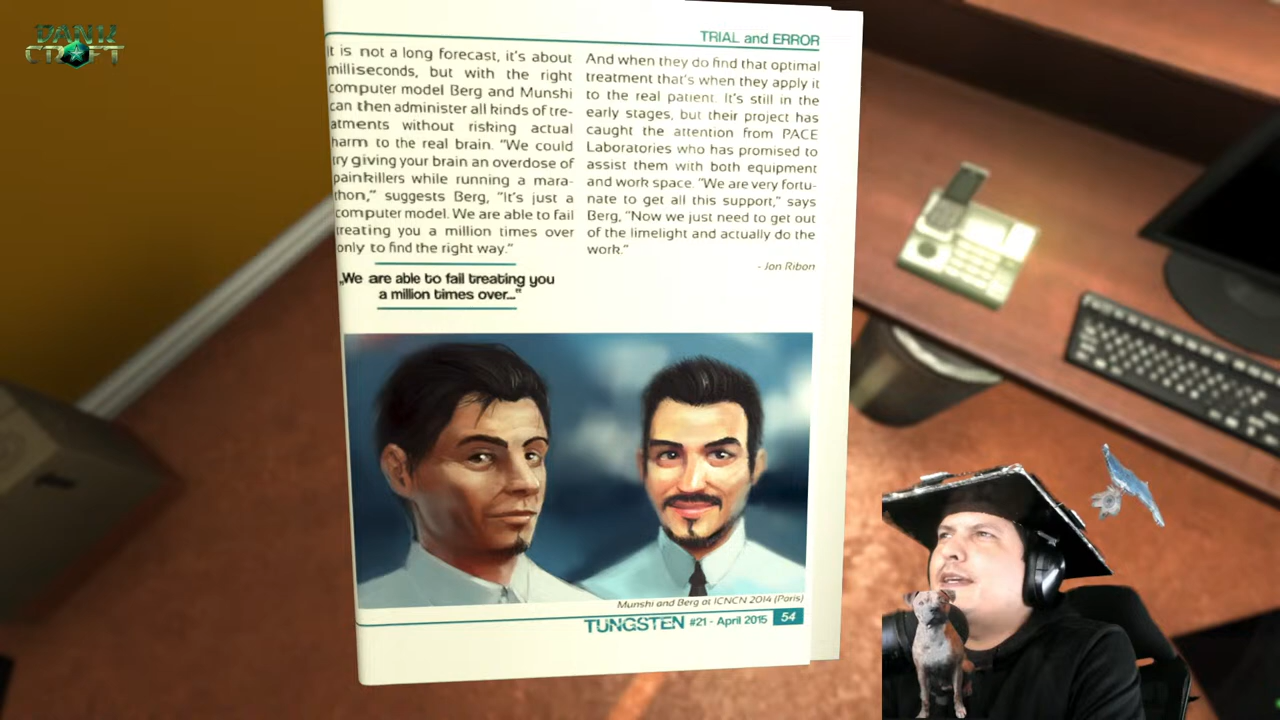 DANK
CROFT
TRIAL and ERROR
it is not a long forecast, it's about
milliseconds, but with the right
computer model Berg and Munshi
can then administer all kinds of tre-
atments without risking actual
harm to the real brain. "We could
try giving your brain an overdose of
painkillers while running a mara-
thon," suggests Berg, "It's just a
computer model. We are able to fail
treating you a million times over
only to find the right way."
„We are able to fail treating you
a million times over..."
And when they do find that optimal
treatment that's when they apply it
to the real patient. It's still in the
early stages, but their project has
caught the attention from PACE
Laboratories who has promised to
assist them with both equipment
and work space. "We are very fortu-
nate to get all this support," says
Berg, "Now we just need to get out
of the limelight and actually do the
work."
- Jon Ribon
Munshi and Berg at ICNCN 2014 (Paris)
TUNGSTEN #21 - April 2015 54